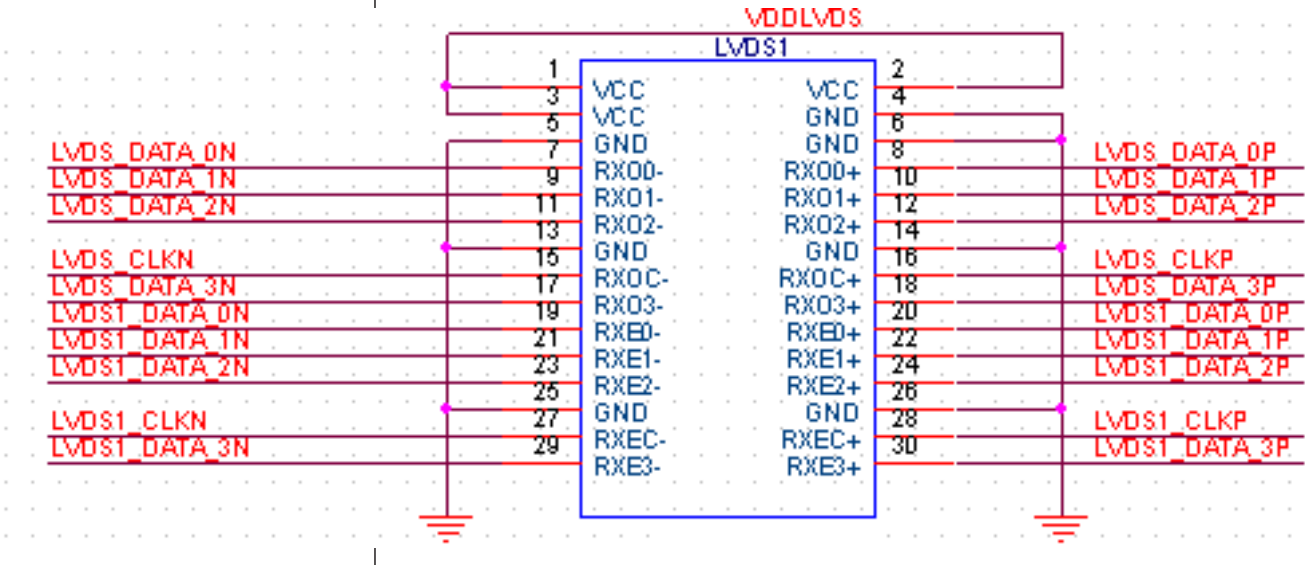 VDDLVDS
LVDS1
1 VCC VCC 2
3 VCC GND 4
5 GND GND 6
LVDS_DATA_0N 7 RXO0- RXO0+ 8 LVDS_DATA_0P
LVDS_DATA_1N 9 RXO1- RXO1+ 10 LVDS_DATA_1P
LVDS_DATA_2N 11 RXO2- RXO2+ 12 LVDS_DATA_2P
13 GND GND 14
LVDS_CLKN 15 RXOC- RXOC+ 16 LVDS_CLKP
LVDS_DATA_3N 17 RXO3- RXO3+ 18 LVDS_DATA_3P
LVDS1_DATA_0N 19 RXE0- RXE0+ 20 LVDS1_DATA_0P
LVDS1_DATA_1N 21 RXE1- RXE1+ 22 LVDS1_DATA_1P
LVDS1_DATA_2N 23 RXE2- RXE2+ 24 LVDS1_DATA_2P
25 GND GND 26
LVDS1_CLKN 27 RXEC- RXEC+ 28 LVDS1_CLKP
LVDS1_DATA_3N 29 RXE3- RXE3+ 30 LVDS1_DATA_3P